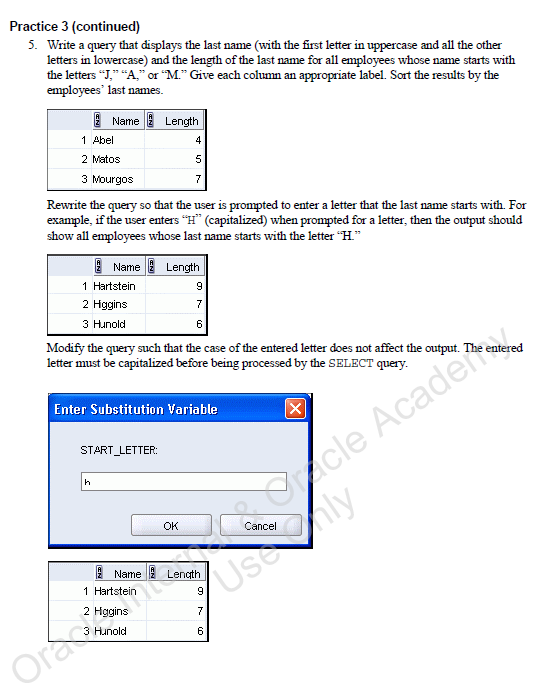 Practice 3 (continued)
5. Write a query that displays the last name (with the first letter in uppercase and all the other
letters in lowercase) and the length of the last name for all employees whose name starts with
the letters “J,” “A,” or “M.” Give each column an appropriate label. Sort the results by the
employees’ last names.
Name Length
1 Abel 4
2 Matos 5
3 Mourgos 7
Rewrite the query so that the user is prompted to enter a letter that the last name starts with. For
example, if the user enters “H” (capitalized) when prompted for a letter, then the output should
show all employees whose last name starts with the letter “H.”
Name Length
1 Hartstein 9
2 Higgins 7
3 Hunold 6
Modify the query such that the case of the entered letter does not affect the output. The entered
letter must be capitalized before being processed by the SELECT query.
Enter Substitution Variable
START_LETTER:
h
OK Cancel
Name Length
1 Hartstein 9
2 Higgins 7
3 Hunold 6
Oracle Internal & Oracle Academy
Use Only